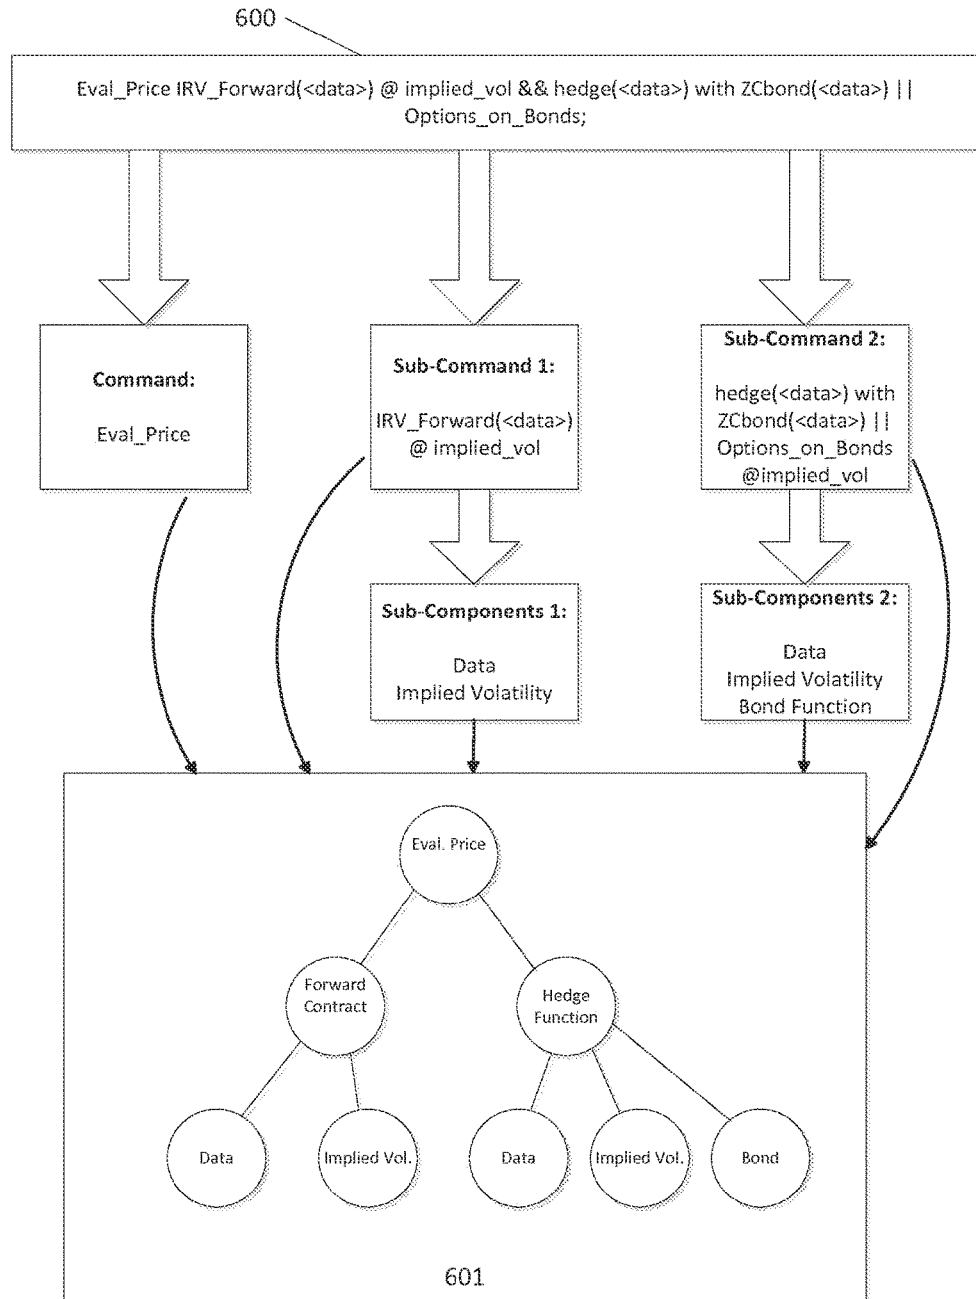 600
Eval_Price IRV_Forward(<data>) @ implied_vol && hedge(<data>) with ZCbond(<data>) ||
Options_on_Bonds;
Command:
Eval_Price
Sub-Command 1:
IRV_Forward(<data>)
@ implied_vol
Sub-Command 2:
hedge(<data>) with
ZCbond(<data>) ||
Options_on_Bonds
@implied_vol
Sub-Components 1:
Data
Implied Volatility
Sub-Components 2:
Data
Implied Volatility
Bond Function
Eval. Price
Forward
Contract
Hedge
Function
Data
Implied Vol.
Data
Implied Vol.
Bond
601